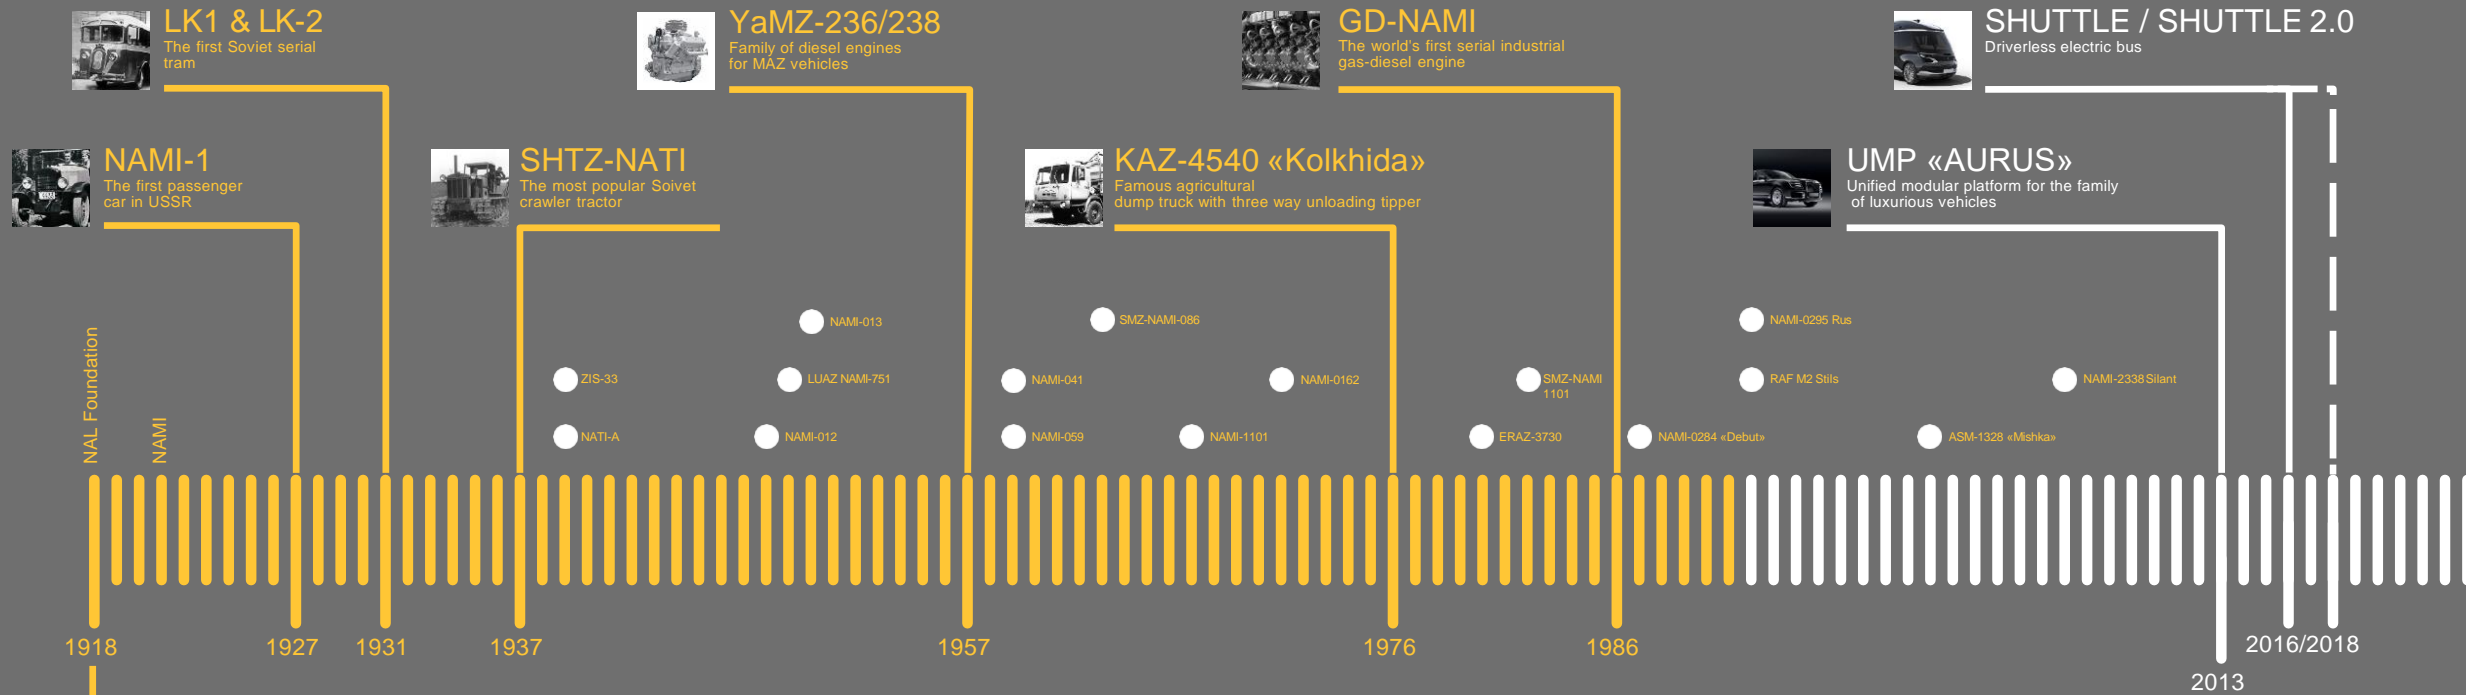 LK1 & LK-2
The first Soviet serial
tram
YaMZ-236/238
Family of diesel engines
for MAZ vehicles
GD-NAMI
The world's first serial industrial
gas-diesel engine
SHUTTLE / SHUTTLE 2.0
Driverless electric bus
NAMI-1
The first passenger
car in USSR
SHTZ-NATI
The most popular Soivet
crawler tractor
KAZ-4540 «Kolkhida»
Famous agricultural
dump truck with three way unloading tipper
UMP «AURUS»
Unified modular platform for the family
of luxurious vehicles
NAL Foundation
NAMI
ZIS-33
NATI-A
NAMI-013
LUAZ NAMI-751
NAMI-012
SMZ-NAMI-086
NAMI-041
NAMI-059
NAMI-0162
NAMI-1101
SMZ-NAMI
1101
ERAZ-3730
NAMI-0284 «Debut»
NAMI-0295 Rus
RAF M2 Stils
ASM-1328 «Mishka»
NAMI-2338 Silant
1918
1927
1931
1937
1957
1976
1986
2016/2018
2013